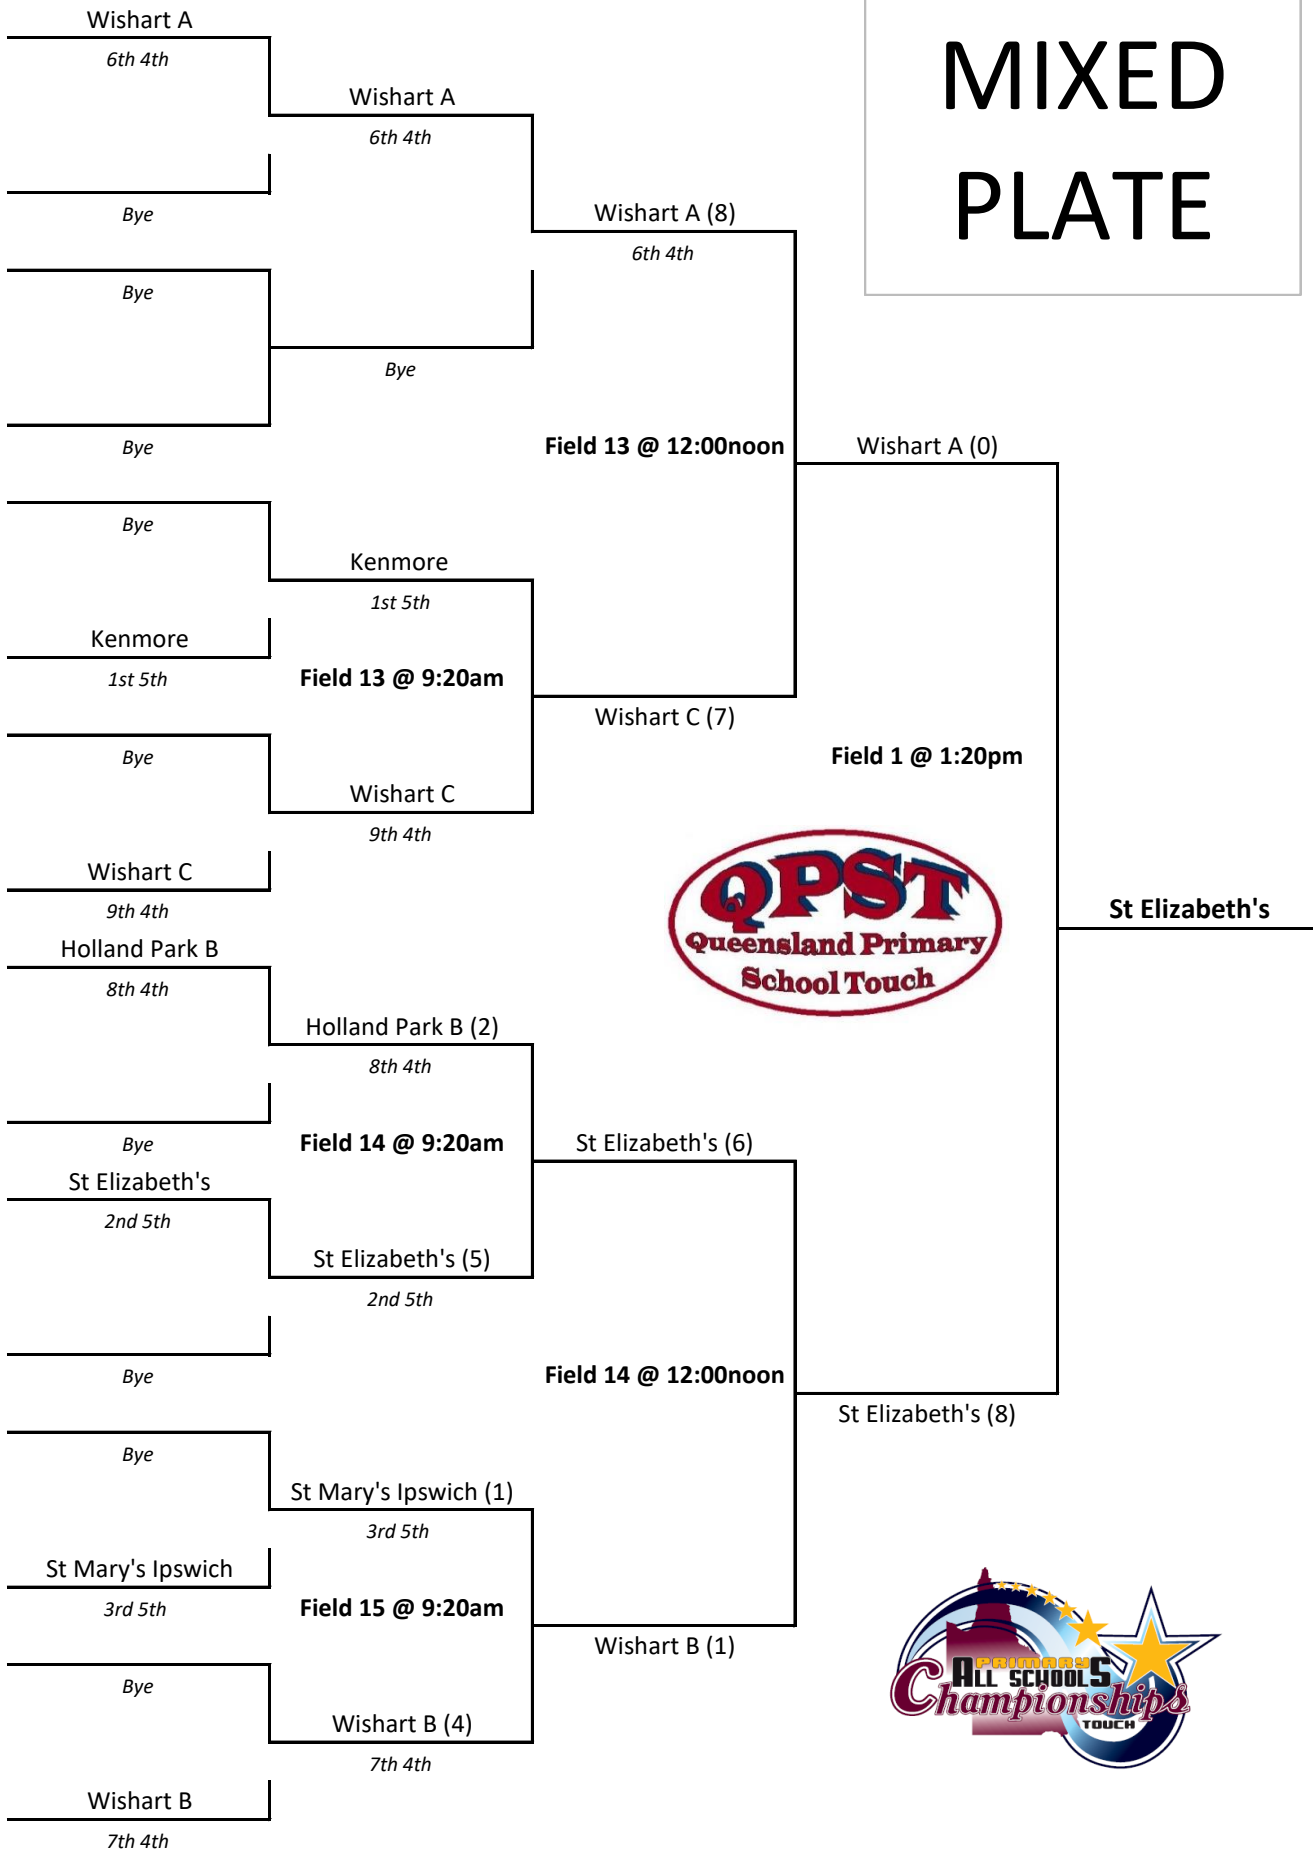 Wishart A
6th 4th
MIXED
PLATE
Wishart A
6th 4th
Bye
Wishart A (8)
6th 4th
Bye
Bye
Bye
Field 13 @ 12:00noon
Wishart A (0)
Bye
Kenmore
1st 5th
Kenmore
1st 5th
Field 13 @ 9:20am
Wishart C (7)
Bye
Field 1 @ 1:20pm
Wishart C
9th 4th
Wishart C
9th 4th
QPST
Queensland Primary
School Touch
St Elizabeth's
Holland Park B
8th 4th
Holland Park B (2)
8th 4th
Bye
Field 14 @ 9:20am
St Elizabeth's (6)
St Elizabeth's
2nd 5th
St Elizabeth's (5)
2nd 5th
Bye
Field 14 @ 12:00noon
St Elizabeth's (8)
Bye
St Mary's Ipswich (1)
3rd 5th
St Mary's Ipswich
3rd 5th
Field 15 @ 9:20am
Wishart B (1)
Bye
Wishart B (4)
7th 4th
PRIMARY
ALL SCHOOLS
Championships
TOUCH
Wishart B
7th 4th